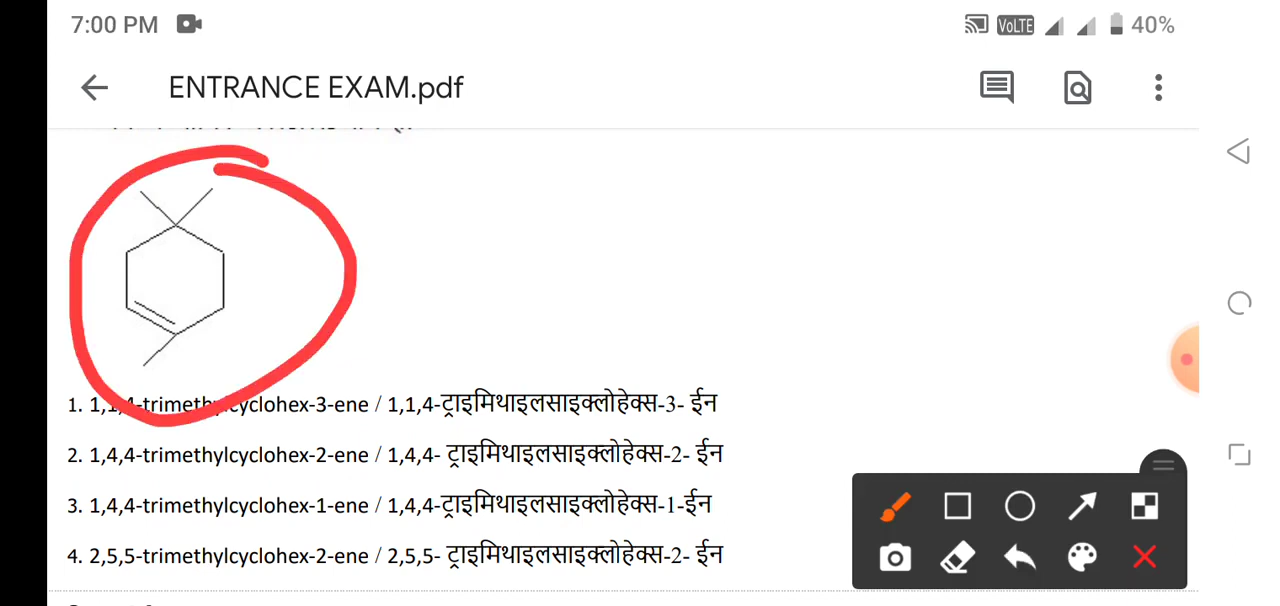 7:00 PM VoLTE 40%
ENTRANCE EXAM.pdf
1. 1,1,4-trimethylcyclohex-3-ene / 1,1,4-ट्राइमिथाइलसाइक्लोहेक्स-3- ईन
2. 1,4,4-trimethylcyclohex-2-ene / 1,4,4- ट्राइमिथाइलसाइक्लोहेक्स-2- ईन
3. 1,4,4-trimethylcyclohex-1-ene / 1,4,4-ट्राइमिथाइलसाइक्लोहेक्स-1-ईन
4. 2,5,5-trimethylcyclohex-2-ene / 2,5,5- ट्राइमिथाइलसाइक्लोहेक्स-2- ईन